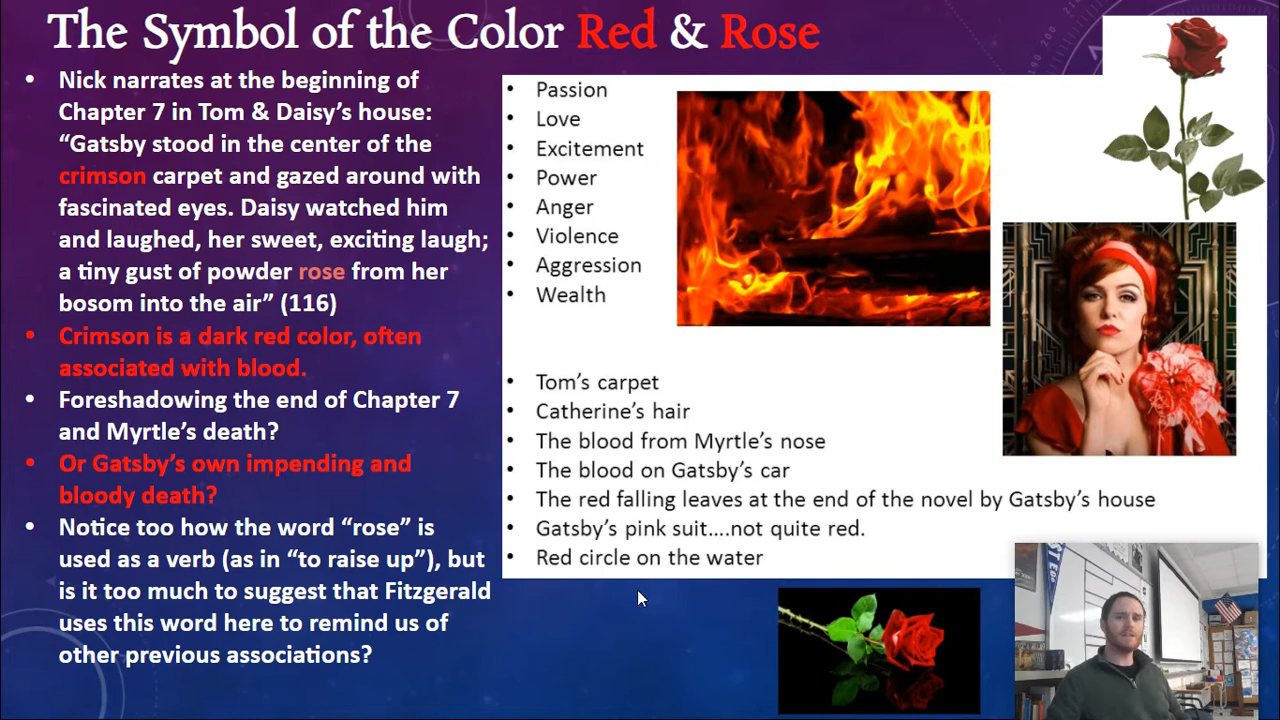 The Symbol of the Color Red & Rose
• Nick narrates at the beginning of
Chapter 7 in Tom & Daisy’s house:
“Gatsby stood in the center of the
crimson carpet and gazed around with
fascinated eyes. Daisy watched him
and laughed, her sweet, exciting laugh;
a tiny gust of powder rose from her
bosom into the air” (116)
• Crimson is a dark red color, often
associated with blood.
• Foreshadowing the end of Chapter 7
and Myrtle’s death?
• Or Gatsby’s own impending and
bloody death?
• Notice too how the word “rose” is
used as a verb (as in “to raise up”), but
is it too much to suggest that Fitzgerald
uses this word here to remind us of
other previous associations?
• Passion
• Love
• Excitement
• Power
• Anger
• Violence
• Aggression
• Wealth
• Tom’s carpet
• Catherine’s hair
• The blood from Myrtle’s nose
• The blood on Gatsby’s car
• The red falling leaves at the end of the novel by Gatsby’s house
• Gatsby’s pink suit....not quite red.
• Red circle on the water